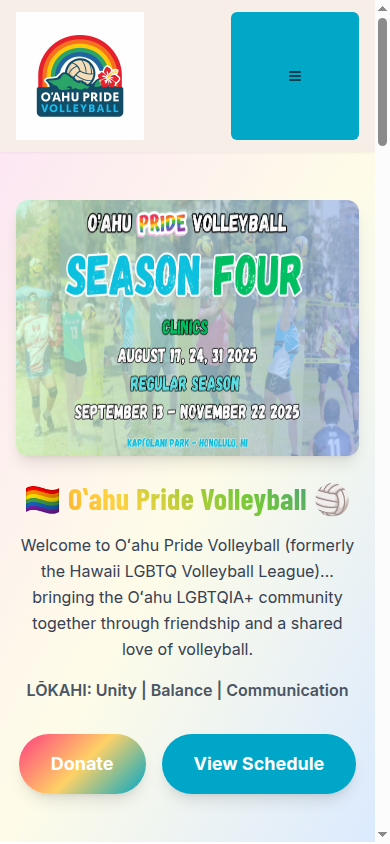 O'AHU PRIDE
VOLLEYBALL
≡
O'AHU PRIDE VOLLEYBALL
SEASON FOUR
CLINICS
AUGUST 17, 24, 31 2025
REGULAR SEASON
SEPTEMBER 13 - NOVEMBER 22 2025
KAPI'OLANI PARK - HONOLULU, HI
🏳️‍🌈 Oʻahu Pride Volleyball 🏐
Welcome to Oʻahu Pride Volleyball (formerly
the Hawaii LGBTQ Volleyball League)...
bringing the Oʻahu LGBTQIA+ community
together through friendship and a shared
love of volleyball.
LŌKAHI: Unity | Balance | Communication
Donate
View Schedule